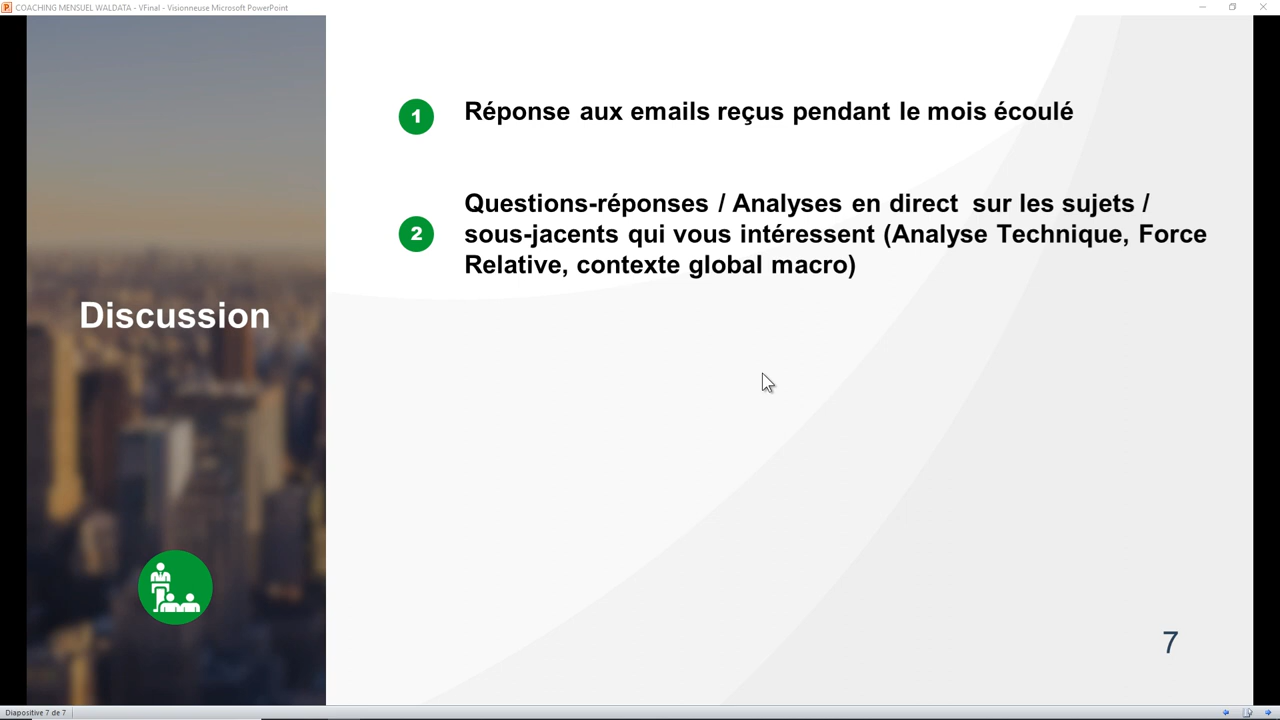 COACHING MENSUEL WALDATA - VFinal - Visionneuse Microsoft PowerPoint
1
Réponse aux emails reçus pendant le mois écoulé
2
Questions-réponses / Analyses en direct sur les sujets /
sous-jacents qui vous intéressent (Analyse Technique, Force
Relative, contexte global macro)
Discussion
7
Diapositive 7 de 7